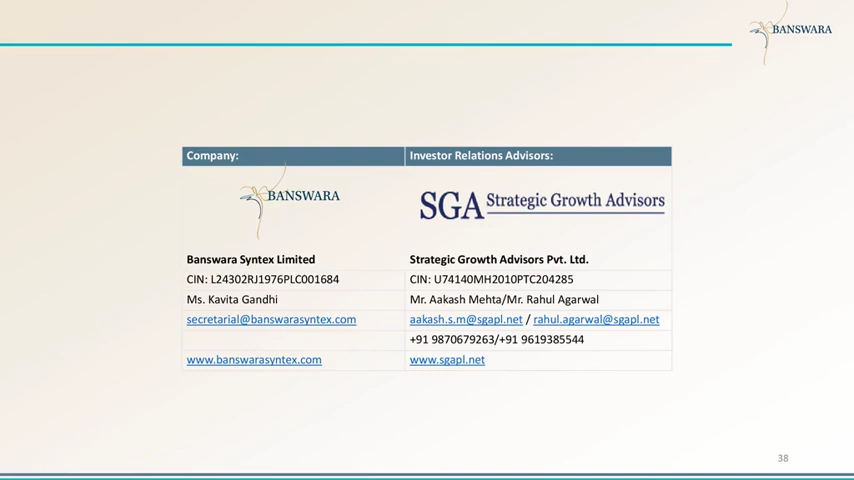 BANSWARA
Company: Investor Relations Advisors:
BANSWARA SGA Strategic Growth Advisors
Banswara Syntex Limited Strategic Growth Advisors Pvt. Ltd.
CIN: L24302RJ1976PLC001684 CIN: U74140MH2010PTC204285
Ms. Kavita Gandhi Mr. Aakash Mehta/Mr. Rahul Agarwal
secretarial@banswarasyntex.com aakash.s.m@sgapl.net / rahul.agarwal@sgapl.net
+91 9870679263/+91 9619385544
www.banswarasyntex.com www.sgapl.net
38